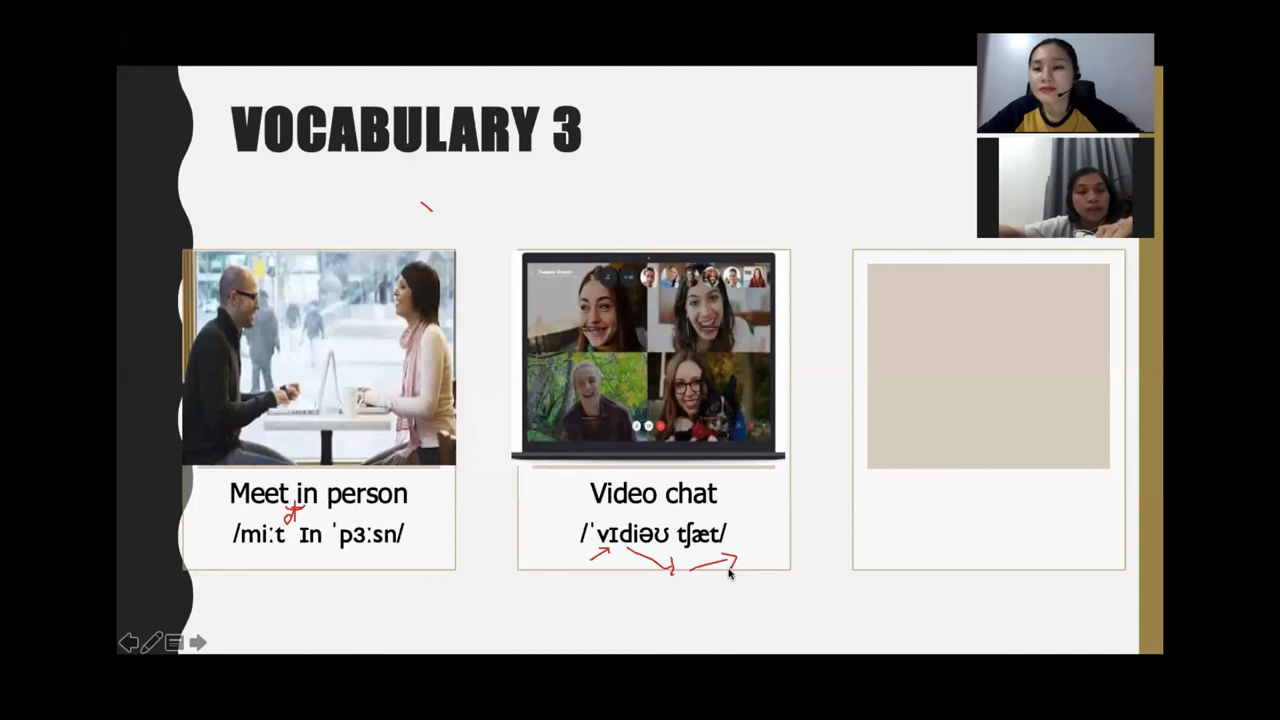 VOCABULARY 3
Meet in person
/miːt ɪn ˈpɜːsn/
Video chat
/ˈvɪdiəʊ tʃæt/